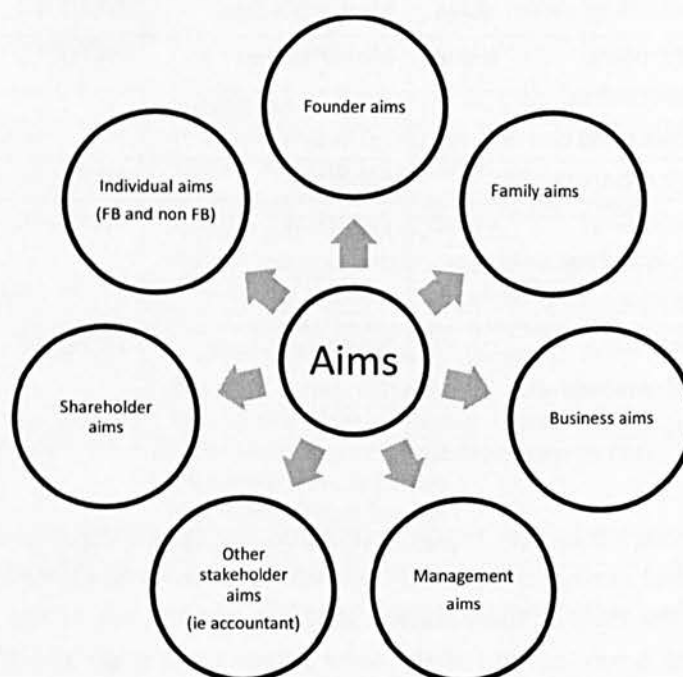 Founder aims
Family aims
Business aims
Management
aims
Other
stakeholder
aims
(ie accountant)
Shareholder
aims
Individual aims
(FB and non FB)
Aims